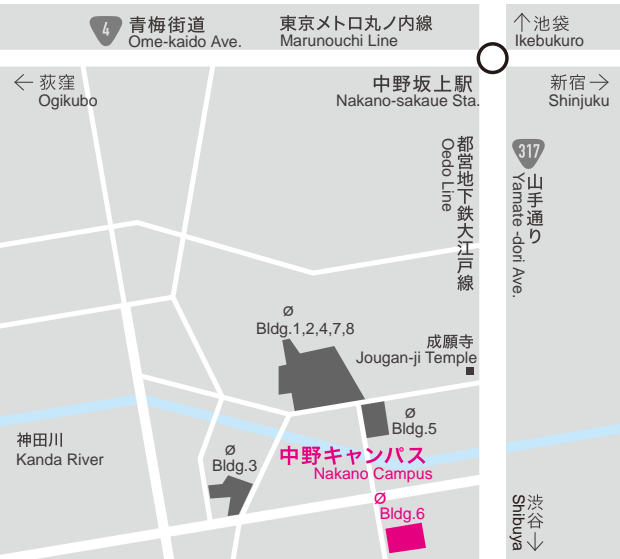 4
青梅街道
Ome-kaido Ave.
東京メトロ丸ノ内線
Marunouchi Line
↑池袋
Ikebukuro
←荻窪
Ogikubo
中野坂上駅
Nakano-sakaue Sta.
新宿→
Shinjuku
都営地下鉄大江戸線
Oedo Line
317
山手通り
Yamate -dori Ave.
Ø
Bldg.1,2,4,7,8
成願寺
Jougan-ji Temple
Ø
Bldg.5
神田川
Kanda River
Ø
Bldg.3
中野キャンパス
Nakano Campus
Ø
Bldg.6
渋谷→
Shibuya